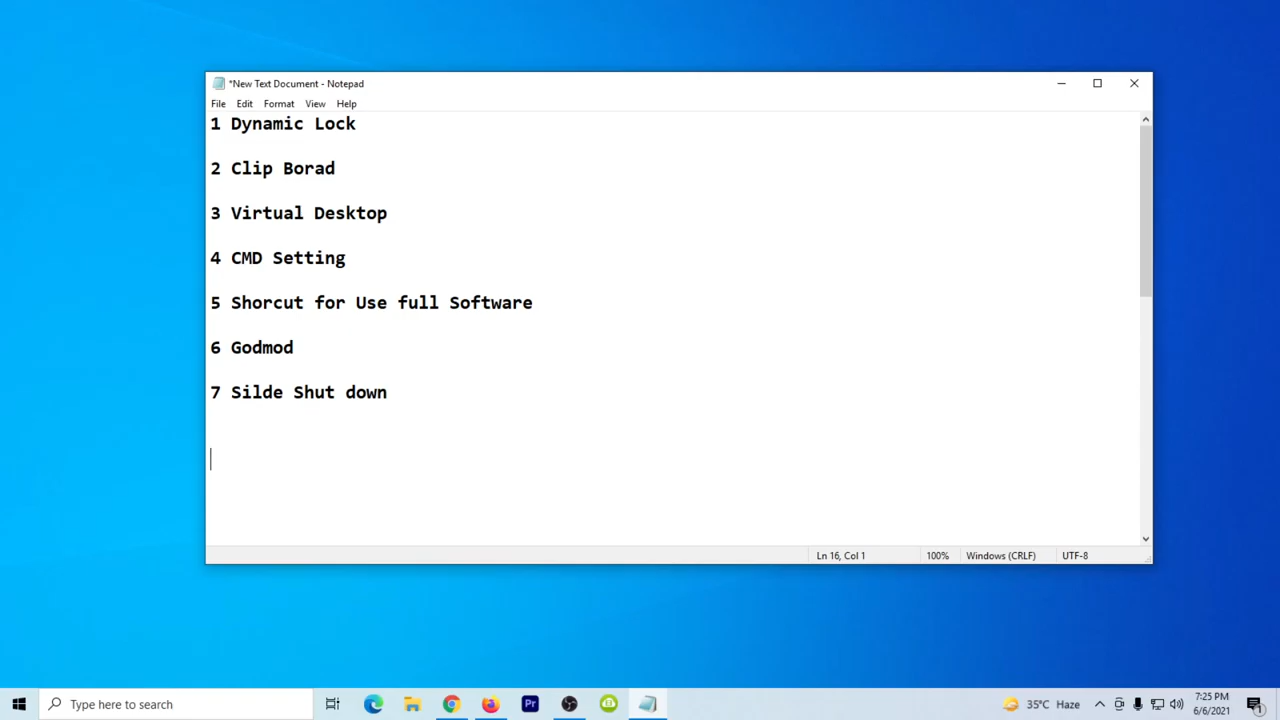 *New Text Document - Notepad
File Edit Format View Help
1 Dynamic Lock
2 Clip Borad
3 Virtual Desktop
4 CMD Setting
5 Shorcut for Use full Software
6 Godmod
7 Silde Shut down
Ln 16, Col 1 100% Windows (CRLF) UTF-8
Type here to search Pr 35°C Haze 7:25 PM
6/6/2021 1